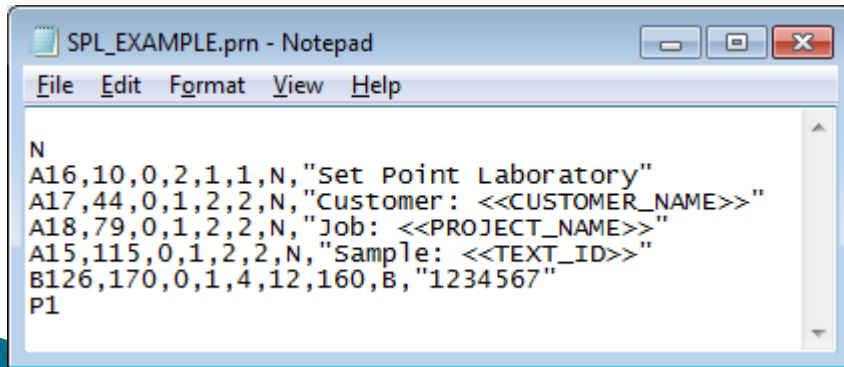 SPL_EXAMPLE.prn - Notepad
File Edit Format View Help
N
A16,10,0,2,1,1,N,"Set Point Laboratory"
A17,44,0,1,2,2,N,"Customer: <<CUSTOMER_NAME>>"
A18,79,0,1,2,2,N,"Job: <<PROJECT_NAME>>"
A15,115,0,1,2,2,N,"Sample: <<TEXT_ID>>"
B126,170,0,1,4,12,160,B,"1234567"
P1